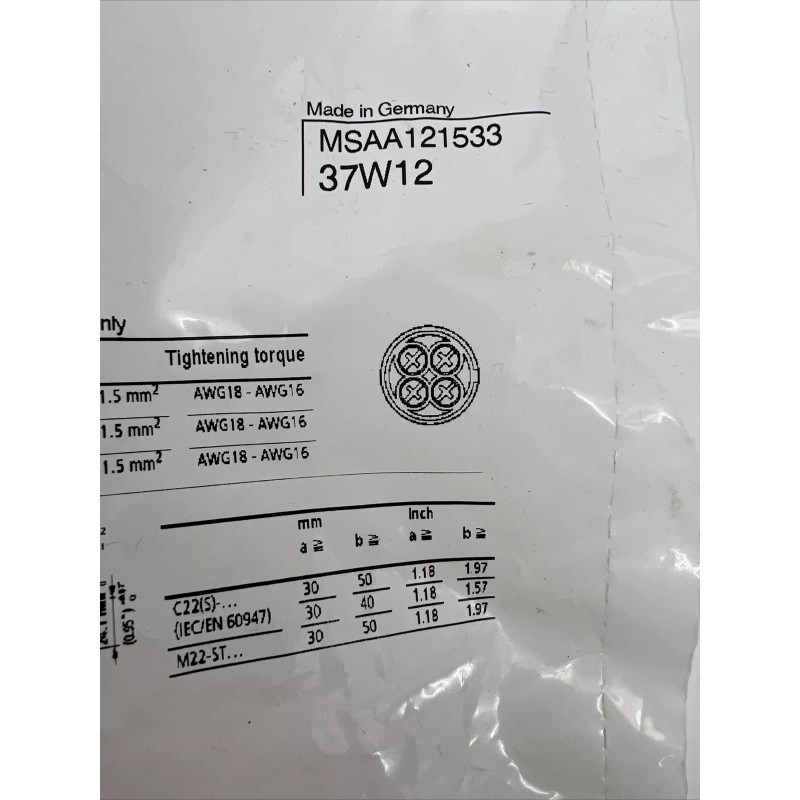 Made in Germany
MSAA121533
37W12
nly
Tightening torque
1.5 mm² AWG18 - AWG16
1.5 mm² AWG18 - AWG16
1.5 mm² AWG18 - AWG16
mm Inch
a ≧ b ≧ a ≧ b ≧
C22(S)-... 30 50 1.18 1.97
(IEC/EN 60947) 30 40 1.18 1.57
M22-ST... 30 50 1.18 1.97
(0.95")